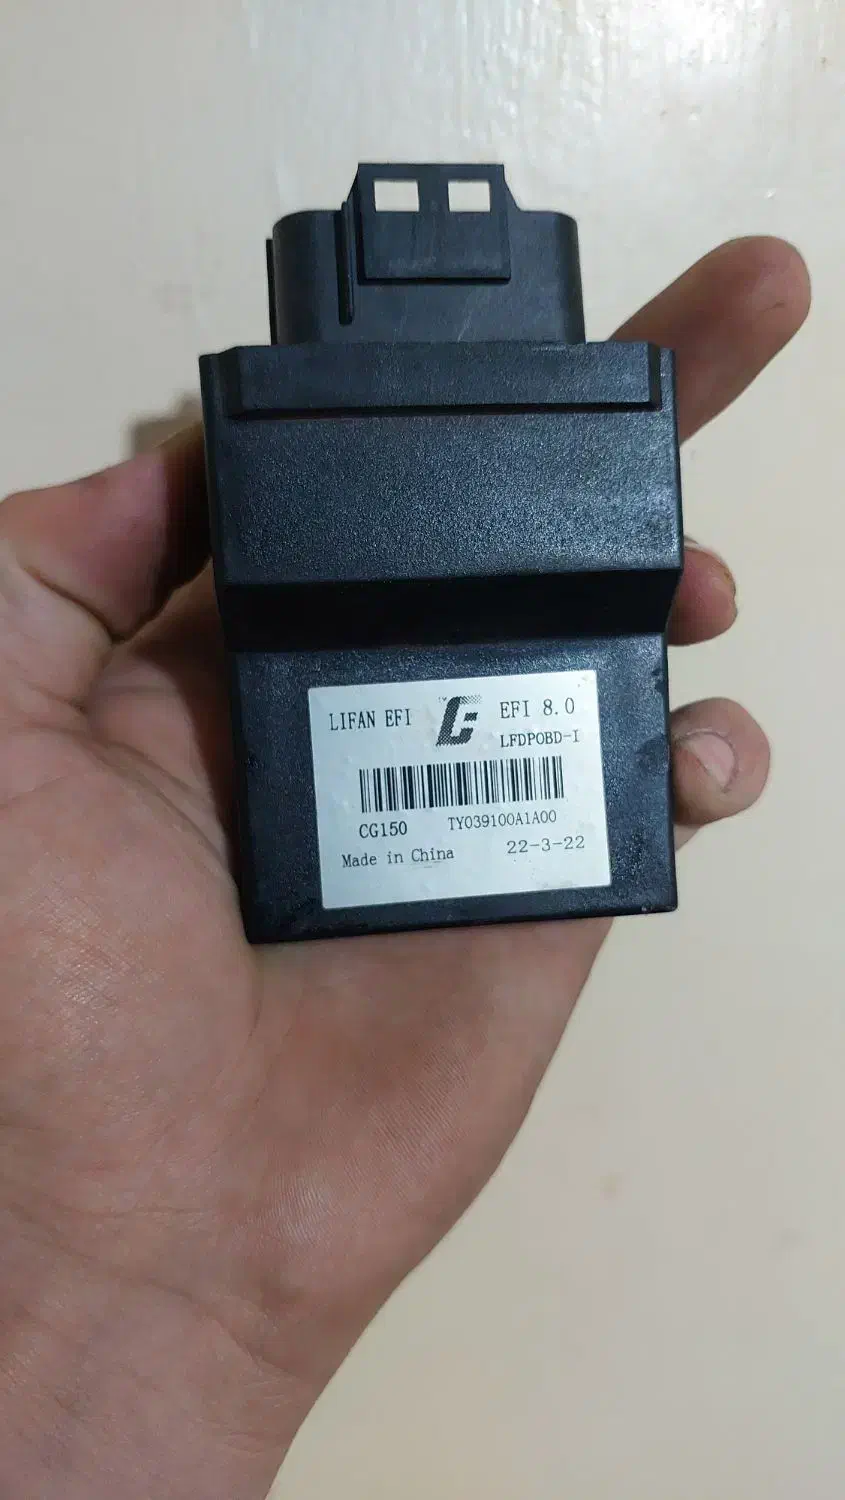 LIFAN EFI
EFI 8.0
LFDPOBD-I
CG150 TY039100A1A00
Made in China 22-3-22